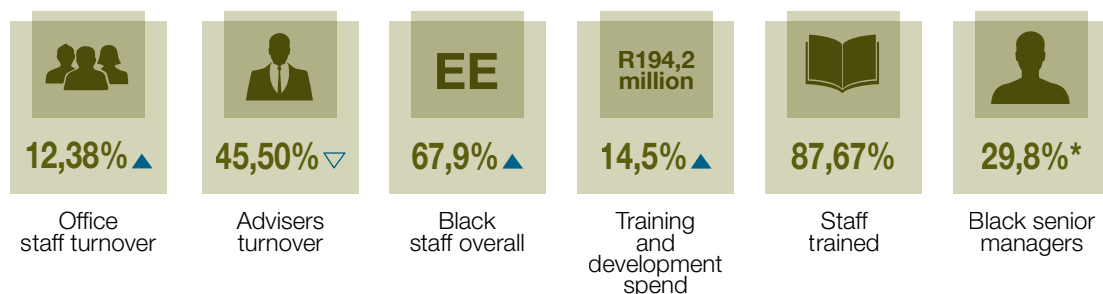 EE
R194,2
million
12,38%
45,50%
67,9%
14,5%
87,67%
29,8%*
Office
staff turnover
Advisers
turnover
Black
staff overall
Training
and
development
spend
Staff
trained
Black senior
managers